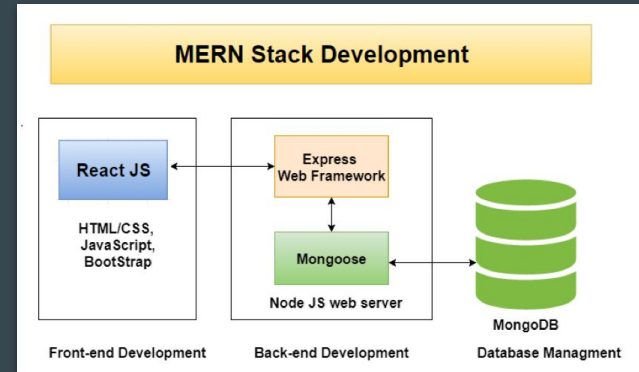 MERN Stack Development
React JS
HTML/CSS,
JavaScript,
BootStrap
Express
Web Framework
Mongoose
Node JS web server
MongoDB
Front-end Development
Back-end Development
Database Managment